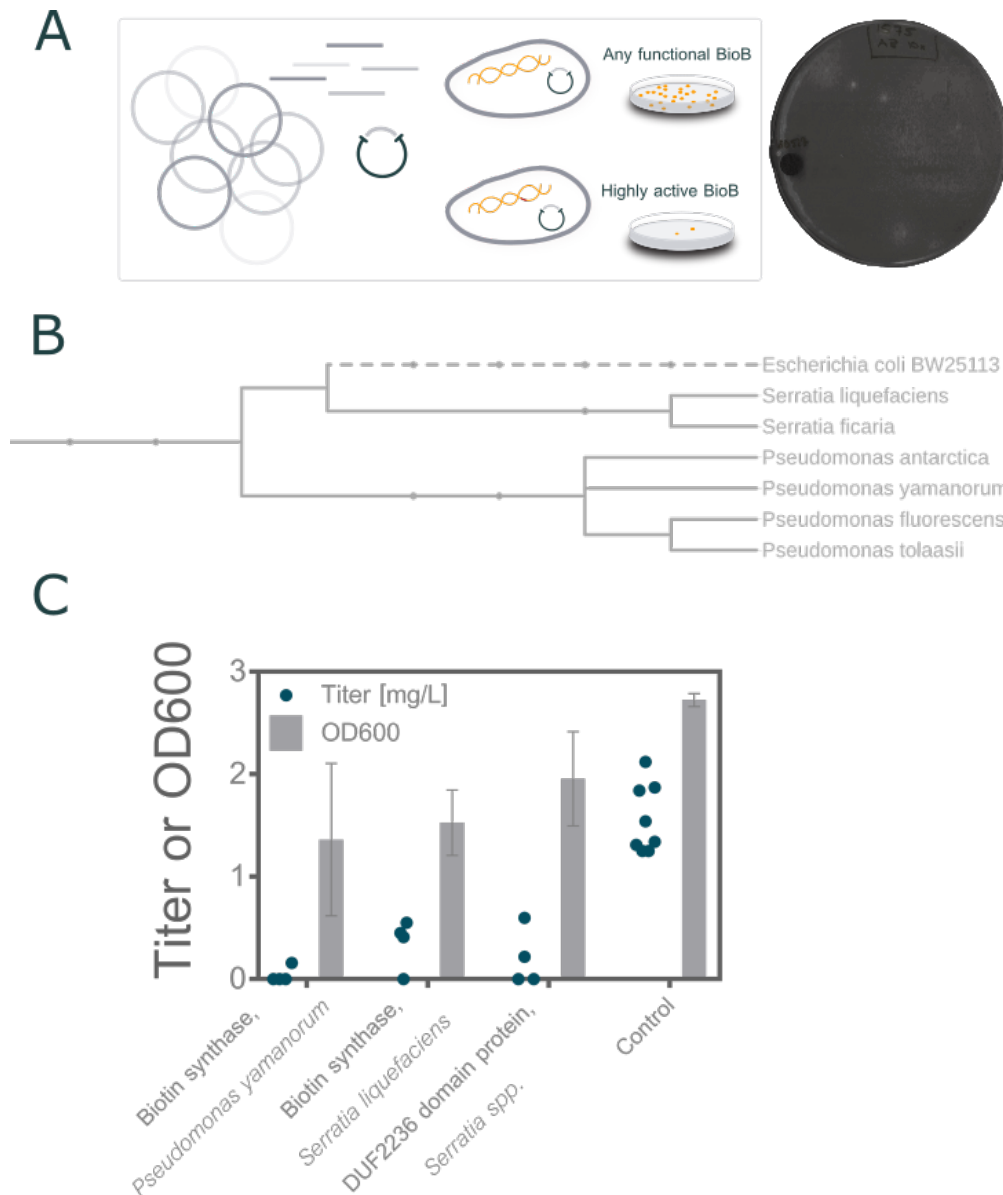 A
Any functional BioB
Highly active BioB
B
Escherichia coli BW25113
Serratia liquefaciens
Serratia ficaria
Pseudomonas antarctica
Pseudomonas yamanorum
Pseudomonas fluorescens
Pseudomonas tolaasii
C
Titer or OD600
3
2
1
0
Titer [mg/L]
OD600
Biotin synthase,
Pseudomonas yamanorum
Biotin synthase,
Serratia liquefaciens
DUF2236 domain protein,
Serratia spp.
Control